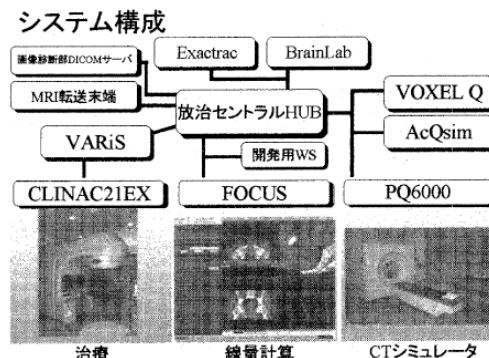 システム構成
Exactrac
BrainLab
画像診断部DICOMサーバ
MRI転送末端
放治セントラルHUB
VOXEL Q
AcQsim
VARiS
開発用WS
CLINAC21EX
FOCUS
PQ6000
治療
線量計算
CTシミュレータ